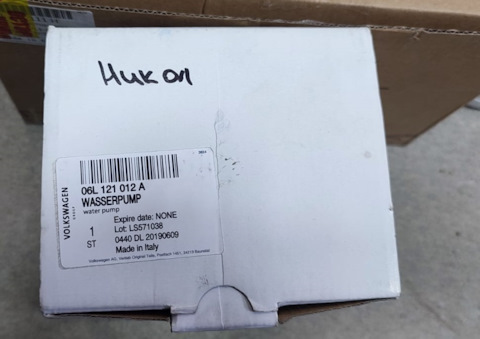 Никол
06L 121 012 A
WASSERPUMP
water pump
VOLKSWAGEN
Expire date: NONE
1
Lot: LS571038
ST
0440 DL 20190609
Made in Italy